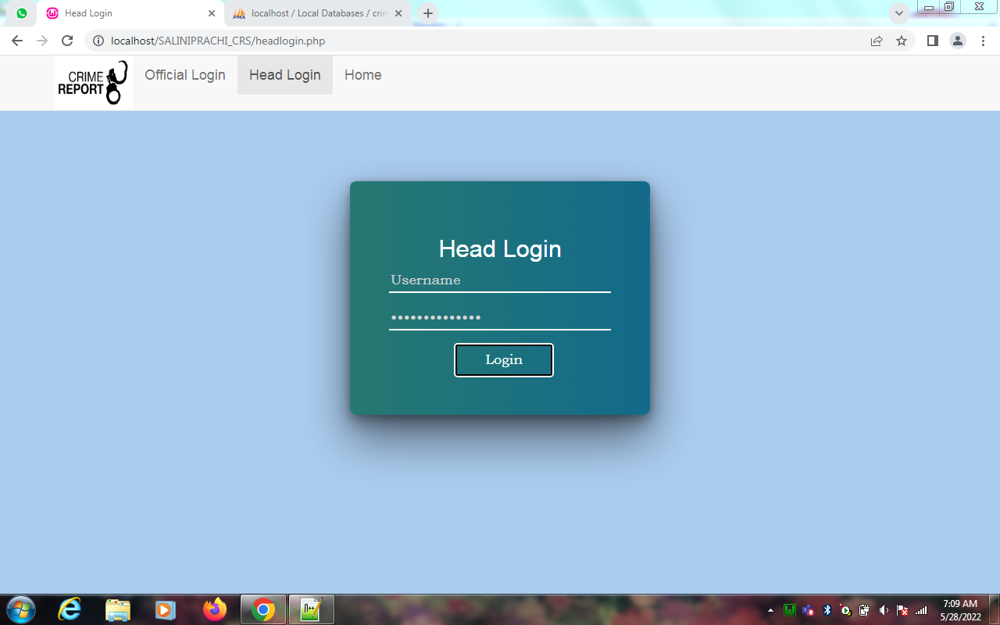 Head Login
localhost / Local Databases / crin
localhost/SALINIPRACHI_CRS/headlogin.php
CRIME
REPORT
Official Login
Head Login
Home
Head Login
Username
••••••••••••••
Login
7:09 AM
5/28/2022